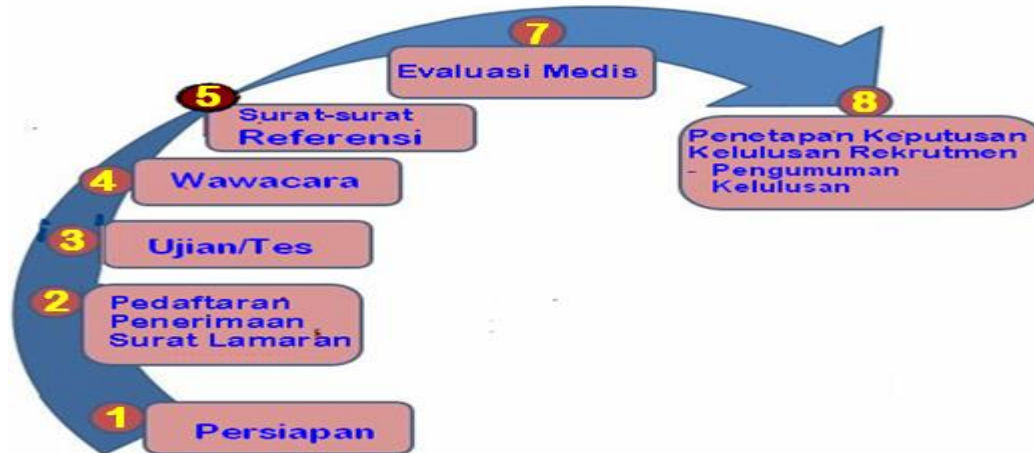 7
Evaluasi Medis
8
Penetapan Keputusan
Kelulusan Rekrutmen
- Pengumuman
Kelulusan
5
Surat-surat
Referensi
4
Wawacara
3
Ujian/Tes
2
Pedaftaran
Penerimaan
Surat Lamaran
1
Persiapan